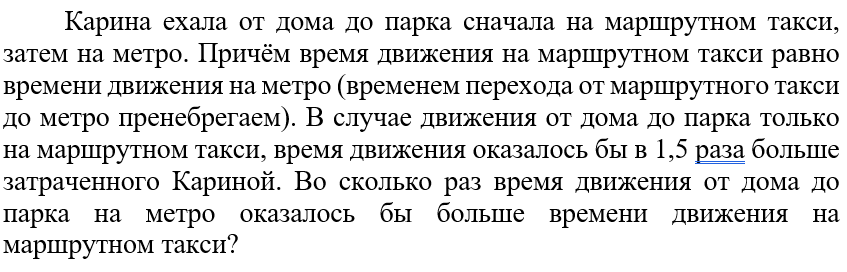 Карина ехала от дома до парка сначала на маршрутном такси,
затем на метро. Причём время движения на маршрутном такси равно
времени движения на метро (временем перехода от маршрутного такси
до метро пренебрегаем). В случае движения от дома до парка только
на маршрутном такси, время движения оказалось бы в 1,5 раза больше
затраченного Кариной. Во сколько раз время движения от дома до
парка на метро оказалось бы больше времени движения на
маршрутном такси?